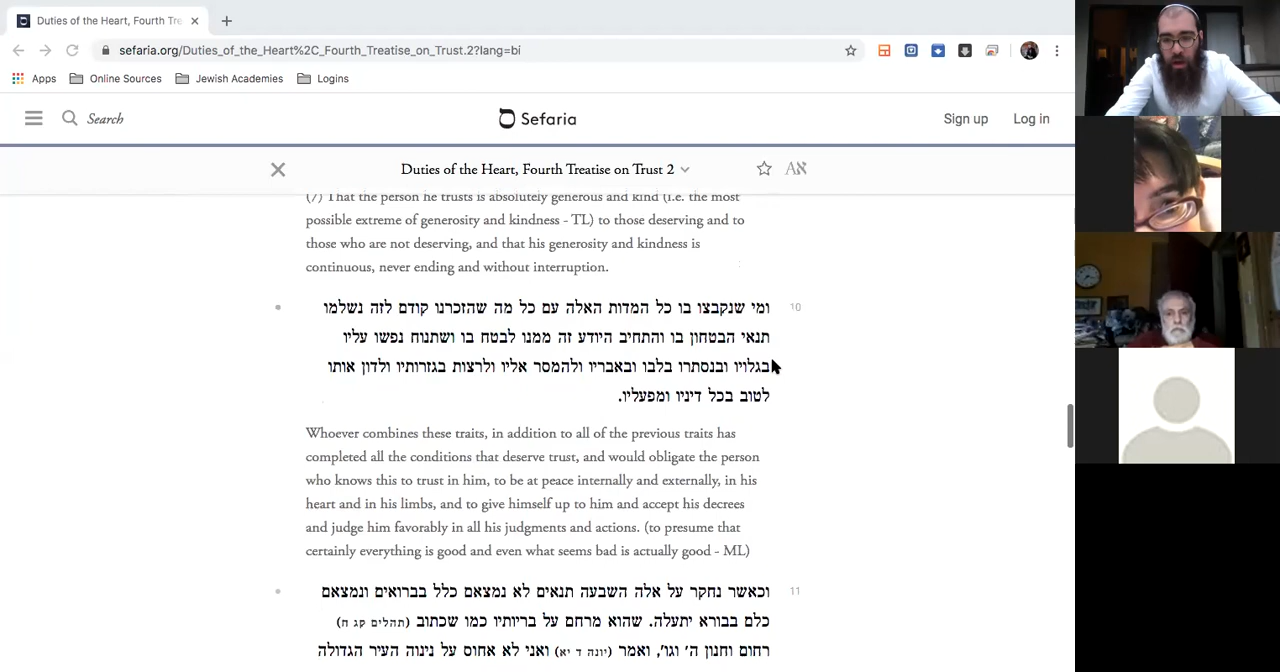 Duties of the Heart, Fourth Tre
sefaria.org/Duties_of_the_Heart%2C_Fourth_Treatise_on_Trust.2?lang=bi
Apps Online Sources Jewish Academies Logins
Search Sefaria Sign up Log in
Duties of the Heart, Fourth Treatise on Trust 2 Aא
(7) That the person he trusts is absolutely generous and kind (i.e. the most
possible extreme of generosity and kindness - TL) to those deserving and to
those who are not deserving, and that his generosity and kindness is
continuous, never ending and without interruption.
10 ומי שנקבצו בו כל המדות האלה עם כל מה שהזכרנו קודם לזה נשלמו
תנאי הבטחון בו והתחיב היודע זה ממנו לבטח בו ושתנוח נפשו עליו
בגלויו ובנסתרו בלבו ובאבריו ולהמסר אליו ולרצות בגזרותיו ולדון אותו
לטוב בכל דיניו ומפעליו.
Whoever combines these traits, in addition to all of the previous traits has
completed all the conditions that deserve trust, and would obligate the person
who knows this to trust in him, to be at peace internally and externally, in his
heart and in his limbs, and to give himself up to him and accept his decrees
and judge him favorably in all his judgments and actions. (to presume that
certainly everything is good and even what seems bad is actually good - ML)
11 וכאשר נחקר על אלה השבעה תנאים לא נמצאם כלל בברואים ונמצאם
כלם בבורא יתעלה. שהוא מרחם על בריותיו כמו שכתוב (תהלים קג ח)
רחום וחנון ה׳ וגו׳, ואמר (יונה ד יא) ואני לא אחוס על נינוה העיר הגדולה